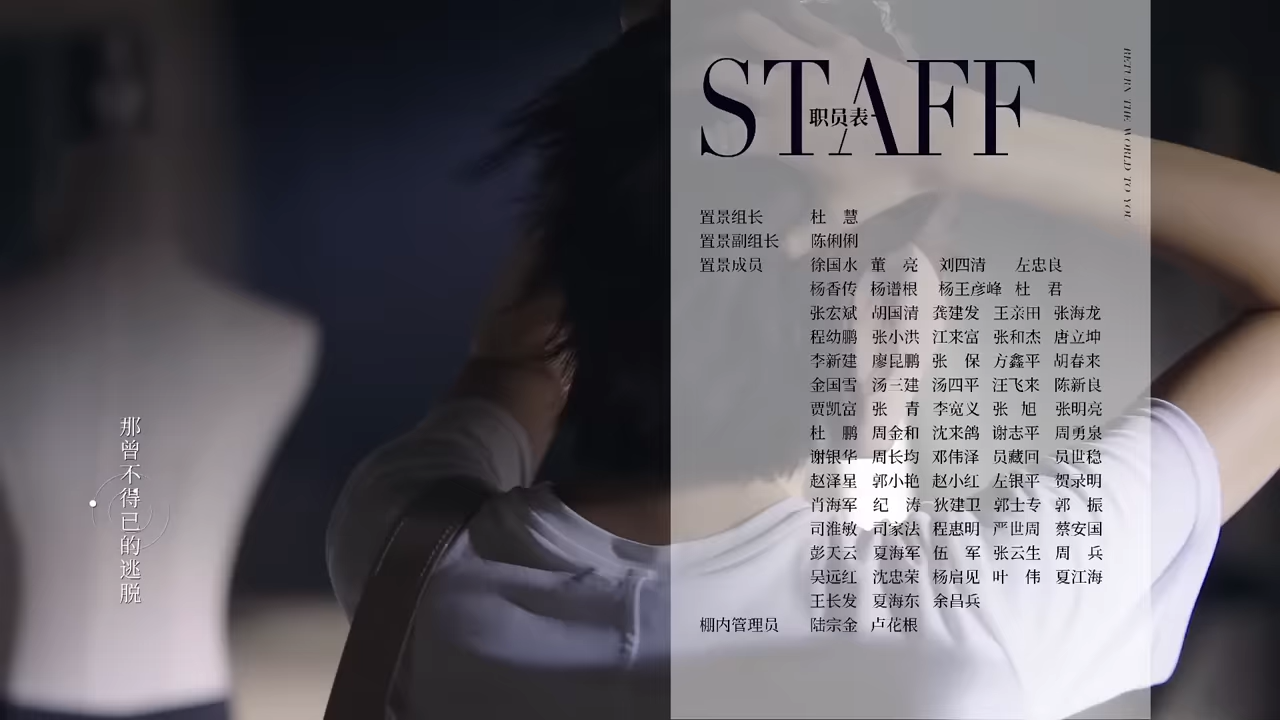 STAFF
职员表
RETURN THE WORLD TO YOU
置景组长 杜 慧
置景副组长 陈俐俐
置景成员 徐国水 董 亮 刘四清 左忠良
杨香传 杨谱根 杨王彦峰 杜 君
张宏斌 胡国清 龚建发 王亲田 张海龙
程幼鹏 张小洪 江来富 张和杰 唐立坤
李新建 廖昆鹏 张 保 方鑫平 胡春来
金国雪 汤三建 汤四平 汪飞来 陈新良
贾凯富 张 青 李宽义 张 旭 张明亮
杜 鹏 周金和 沈来鸽 谢志平 周勇泉
谢银华 周长均 邓伟泽 员藏回 员世稳
赵泽星 郭小艳 赵小红 左银平 贺录明
肖海军 纪 涛 狄建卫 郭士专 郭 振
司淮敏 司家法 程惠明 严世周 蔡安国
彭天云 夏海军 伍 军 张云生 周 兵
吴远红 沈忠荣 杨启见 叶 伟 夏江海
王长发 夏海东 余昌兵
棚内管理员 陆宗金 卢花根
那曾不得已的逃脱